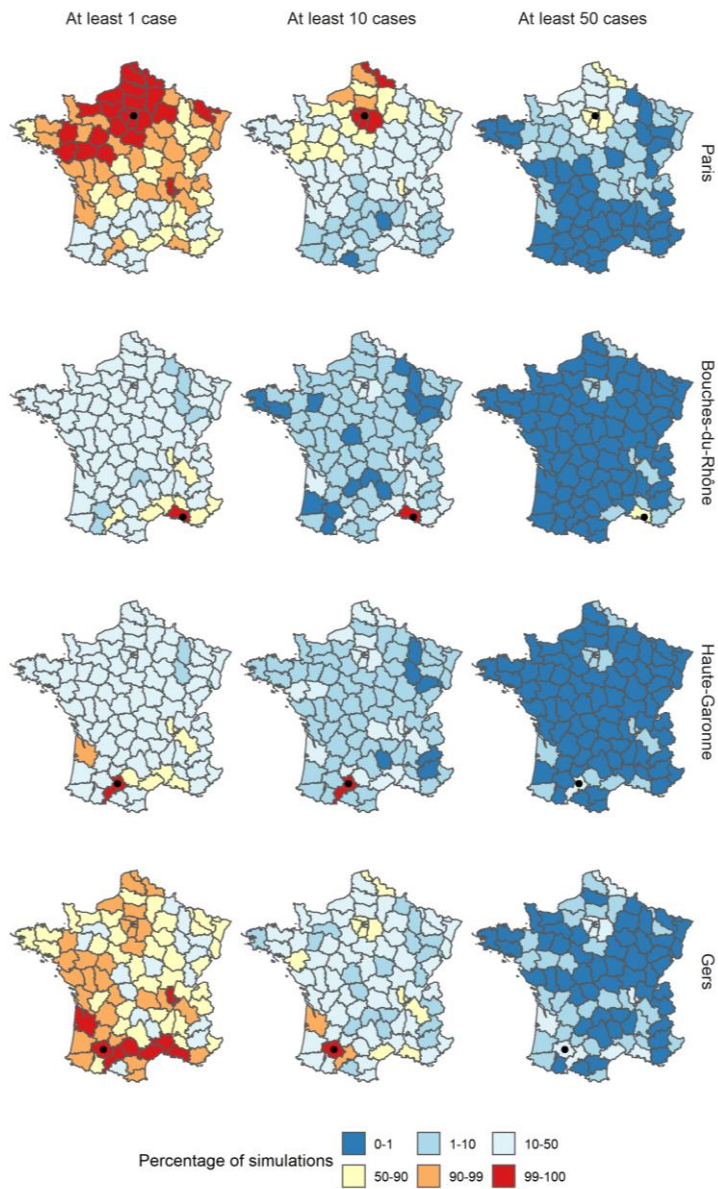 At least 1 case At least 10 cases At least 50 cases
Paris
Bouches-du-Rhône
Haute-Garonne
Gers
Percentage of simulations
0-1 1-10 10-50
50-90 90-99 99-100